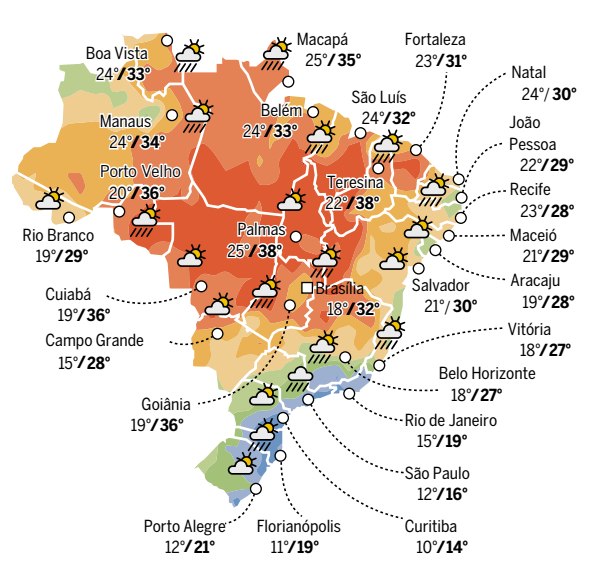 Boa Vista
24°/33°
Macapá
25°/35°
Fortaleza
23°/31°
Natal
24°/30°
Manaus
24°/34°
Belém
24°/33°
São Luís
24°/32°
João
Pessoa
22°/29°
Porto Velho
20°/36°
Teresina
22°/38°
Recife
23°/28°
Rio Branco
19°/29°
Palmas
25°/38°
Maceió
21°/29°
Cuiabá
19°/36°
Brasília
18°/32°
Salvador
21°/30°
Aracaju
19°/28°
Campo Grande
15°/28°
Vitória
18°/27°
Goiânia
19°/36°
Belo Horizonte
18°/27°
Rio de Janeiro
15°/19°
São Paulo
12°/16°
Porto Alegre
12°/21°
Florianópolis
11°/19°
Curitiba
10°/14°